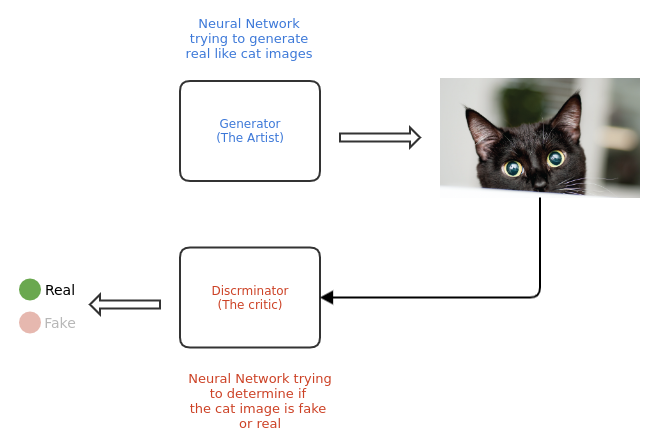 Neural Network
trying to generate
real like cat images
Generator
(The Artist)
Discrminator
(The critic)
Real
Fake
Neural Network trying
to determine if
the cat image is fake
or real